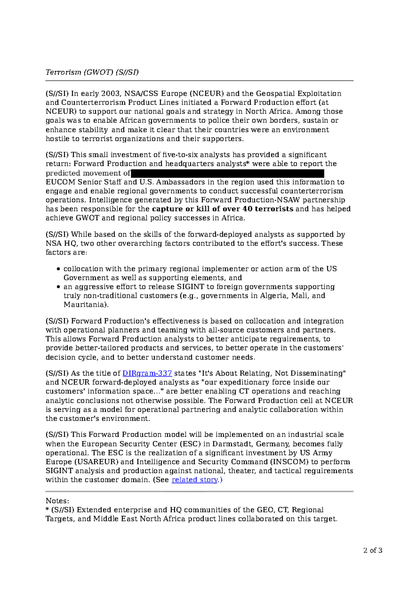 Terrorism (GWOT) (S//SI)
(S//SI) In early 2003, NSA/CSS Europe (NCEUR) and the Geospatial Exploitation
and Counterterrorism Product Lines initiated a Forward Production effort (at
NCEUR) to support our national goals and strategy in North Africa. Among those
goals was to enable African governments to police their own borders, sustain or
enhance stability and make it clear that their countries were an environment
hostile to terrorist organizations and their supporters.
(S//SI) This small investment of five-to-six analysts has provided a significant
return: Forward Production and headquarters analysts* were able to report the
predicted movement of
EUCOM Senior Staff and U.S. Ambassadors in the region used this information to
engage and enable regional governments to conduct successful counterterrorism
operations. Intelligence generated by this Forward Production-NSAW partnership
has been responsible for the capture or kill of over 40 terrorists and has helped
achieve GWOT and regional policy successes in Africa.
(S//SI) While based on the skills of the forward-deployed analysts as supported by
NSA HQ, two other overarching factors contributed to the effort's success. These
factors are:
• collocation with the primary regional implementer or action arm of the US
Government as well as supporting elements, and
• an aggressive effort to release SIGINT to foreign governments supporting
truly non-traditional customers (e.g., governments in Algeria, Mali, and
Mauritania).
(S//SI) Forward Production's effectiveness is based on collocation and integration
with operational planners and teaming with all-source customers and partners.
This allows Forward Production analysts to better anticipate requirements, to
provide better-tailored products and services, to better operate in the customers'
decision cycle, and to better understand customer needs.
(S//SI) As the title of DIRgram-337 states "It's About Relating, Not Disseminating"
and NCEUR forward-deployed analysts as "our expeditionary force inside our
customers' information space..." are better enabling CT operations and reaching
analytic conclusions not otherwise possible. The Forward Production cell at NCEUR
is serving as a model for operational partnering and analytic collaboration within
the customer's environment.
(S//SI) This Forward Production model will be implemented on an industrial scale
when the European Security Center (ESC) in Darmstadt, Germany, becomes fully
operational. The ESC is the realization of a significant investment by US Army
Europe (USAREUR) and Intelligence and Security Command (INSCOM) to perform
SIGINT analysis and production against national, theater, and tactical requirements
within the customer domain. (See related story.)
Notes:
* (S//SI) Extended enterprise and HQ communities of the GEO, CT, Regional
Targets, and Middle East North Africa product lines collaborated on this target.
2 of 3